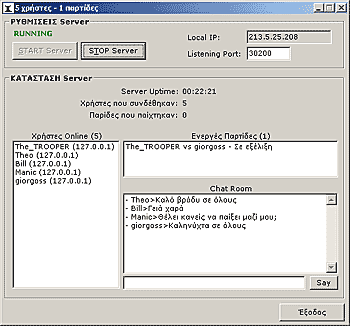 5 χρήστες - 1 παρτίδες
ΡΥΘΜΙΣΕΙΣ Server
RUNNING
START Server
STOP Server
Local IP: 213.5.25.208
Listening Port: 30200
ΚΑΤΑΣΤΑΣΗ Server
Server Uptime: 00:22:21
Χρήστες που συνδέθηκαν: 5
Παρίδες που παίχτηκαν: 0
Χρήστες Online (5)
The_TROOPER (127.0.0.1)
Theo (127.0.0.1)
Bill (127.0.0.1)
Manic (127.0.0.1)
giorgoss (127.0.0.1)
Ενεργές Παρτίδες (1)
The_TROOPER vs giorgoss - Σε εξέλιξη
Chat Room
- Theo>Καλό βράδυ σε όλους
- Bill>Γειά χαρά
- Manic>Θέλει κανείς να παίξει μαζί μου;
- giorgoss>Καληνύχτα σε όλους
Say
Έξοδος